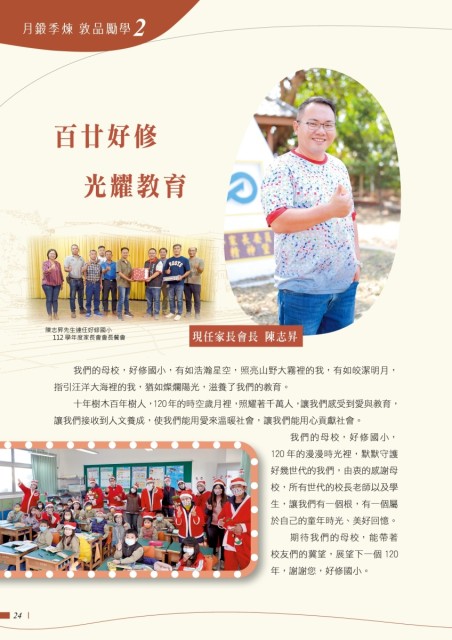 月鍛季煉 敦品勵學2
百廿好修
光耀教育
陳志昇先生連任好修國小
112學年度家長會會長餐會
現任家長會長 陳志昇
我們的母校，好修國小，有如浩瀚星空，照亮山野大霧裡的我，有如皎潔明月，
指引汪洋大海裡的我，猶如燦爛陽光，滋養了我們的教育。
十年樹木百年樹人，120年的時空歲月裡，照耀著千萬人，讓我們感受到愛與教育，
讓我們接收到人文養成，使我們能用愛來溫暖社會，讓我們能用心貢獻社會。
我們的母校，好修國小，
120年的漫漫時光裡，默默守護
好幾世代的我們，由衷的感謝母
校，所有世代的校長老師以及學
生，讓我們有一個根，有一個屬
於自己的童年時光、美好回憶。
期待我們的母校，能帶著
校友們的冀望，展望下一個120
年，謝謝您，好修國小。
24